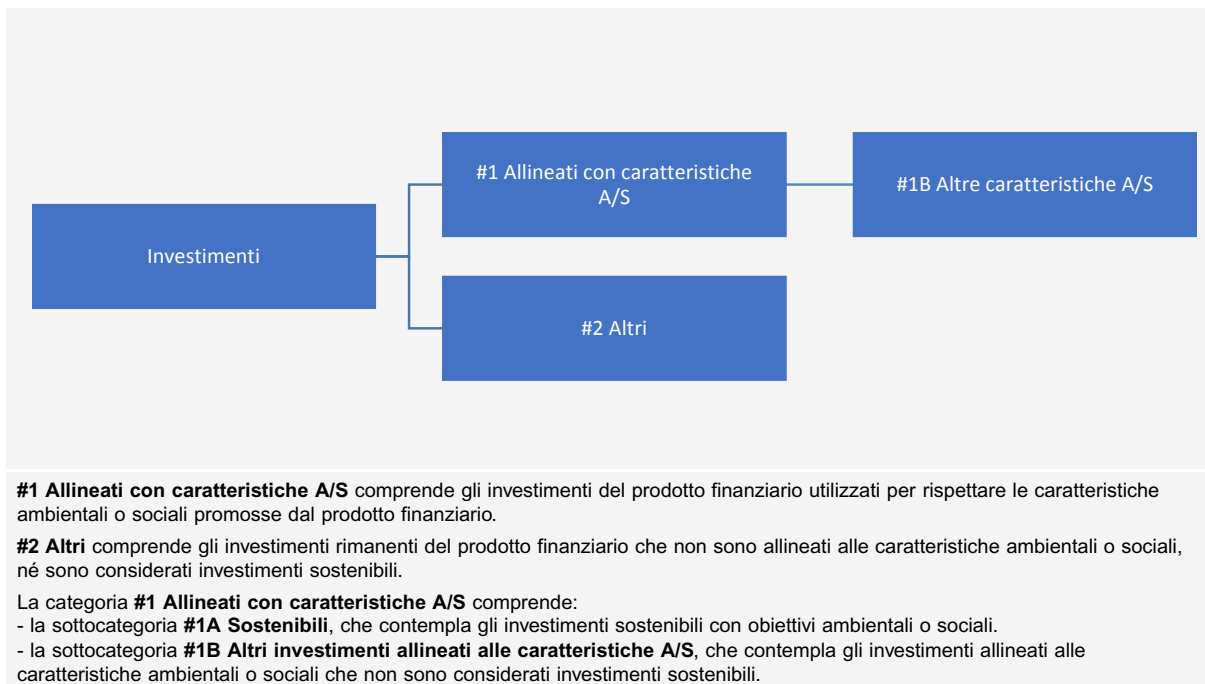 #1 Allineati con caratteristiche
A/S
#1B Altre caratteristiche A/S
Investimenti
#2 Altri
#1 Allineati con caratteristiche A/S comprende gli investimenti del prodotto finanziario utilizzati per rispettare le caratteristiche
ambientali o sociali promosse dal prodotto finanziario.
#2 Altri comprende gli investimenti rimanenti del prodotto finanziario che non sono allineati alle caratteristiche ambientali o sociali,
né sono considerati investimenti sostenibili.
La categoria #1 Allineati con caratteristiche A/S comprende:
- la sottocategoria #1A Sostenibili, che contempla gli investimenti sostenibili con obiettivi ambientali o sociali.
- la sottocategoria #1B Altri investimenti allineati alle caratteristiche A/S, che contempla gli investimenti allineati alle
caratteristiche ambientali o sociali che non sono considerati investimenti sostenibili.